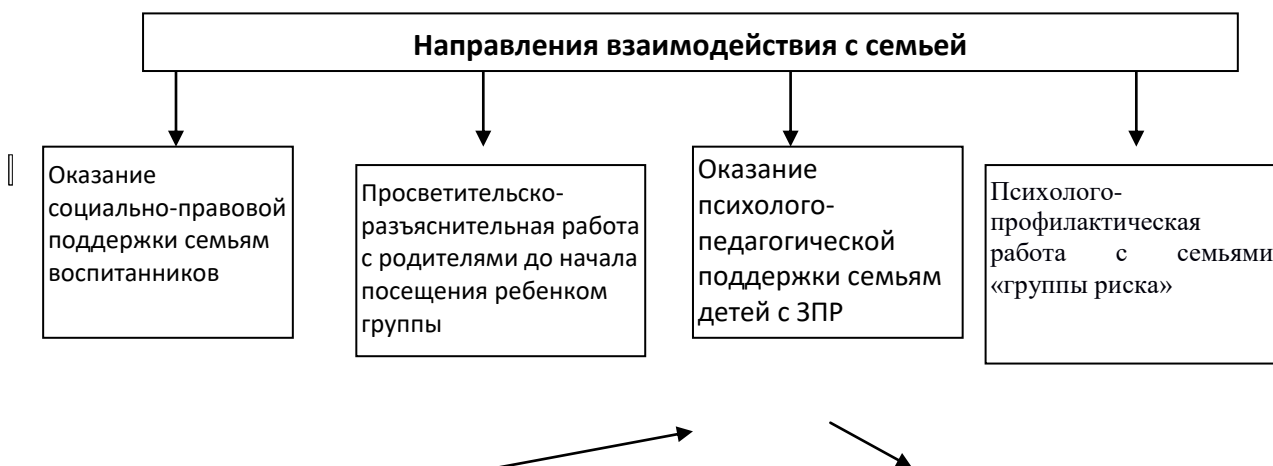 Направления взаимодействия с семьей
Оказание
социально-правовой
поддержки семьям
воспитанников
Просветительско-
разъяснительная работа
с родителями до начала
посещения ребенком
группы
Оказание
психолого-
педагогической
поддержки семьям
детей с ЗПР
Психолого-
профилактическая
работа с семьями
«группы риска»